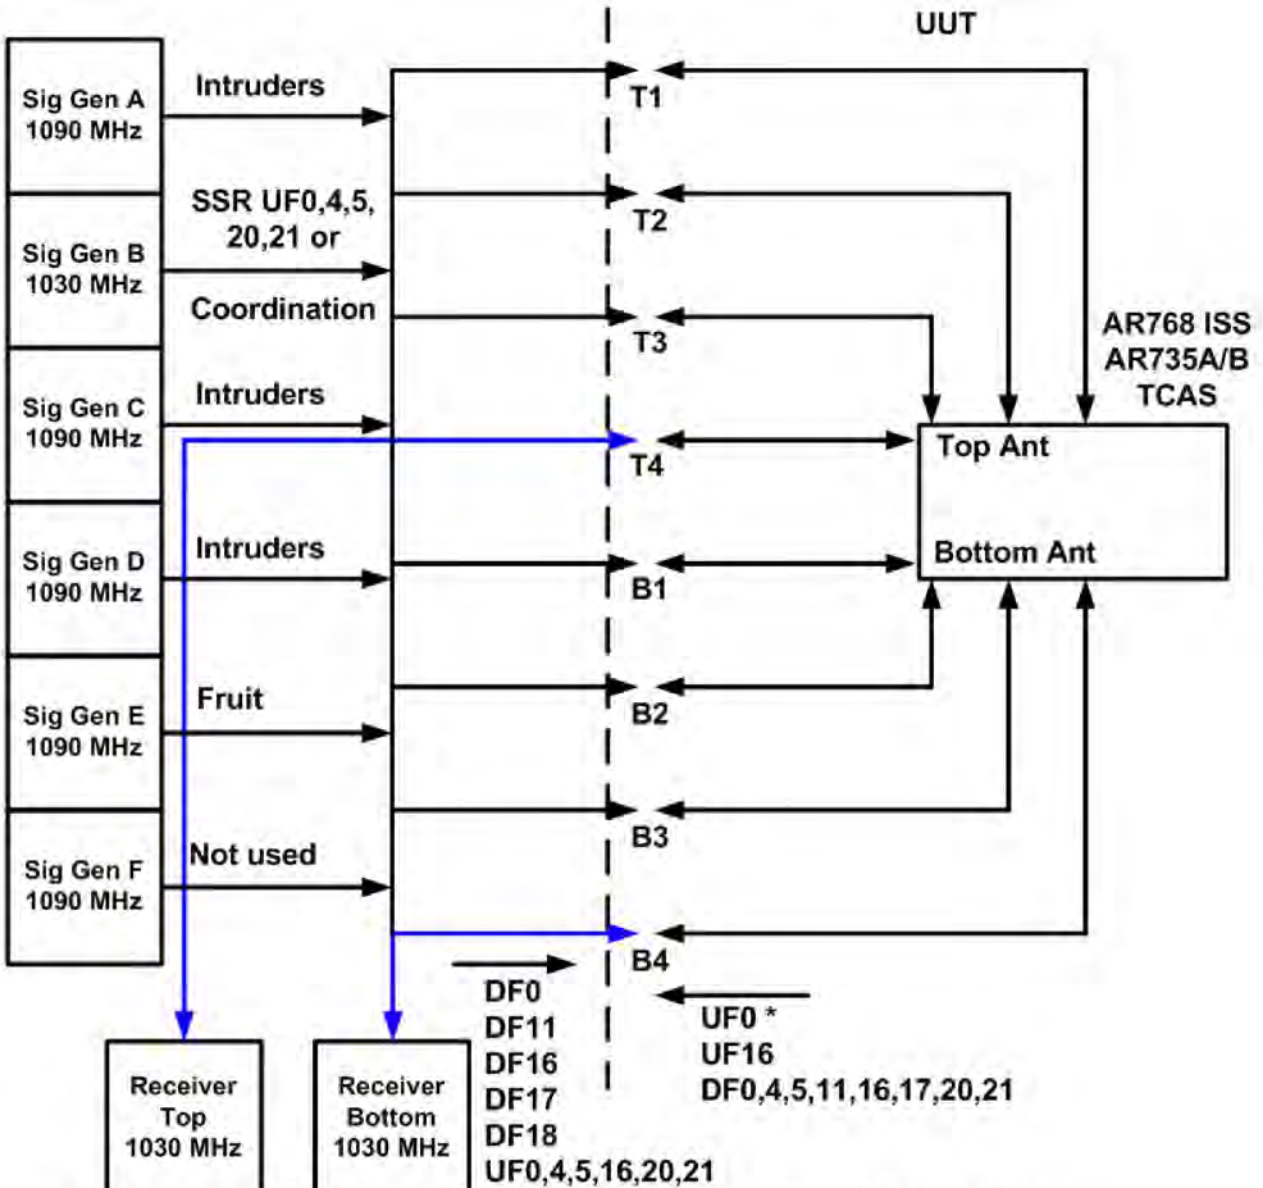 UUT
Sig Gen A
1090 MHz
Intruders
T1
Sig Gen B
1030 MHz
SSR UF0,4,5,
20,21 or
Coordination
T2
T3
AR768 ISS
AR735A/B
TCAS
Sig Gen C
1090 MHz
Intruders
T4
Top Ant
Sig Gen D
1090 MHz
Intruders
B1
Bottom Ant
Sig Gen E
1090 MHz
Fruit
B2
B3
Sig Gen F
1090 MHz
Not used
B4
DF0
DF11
DF16
DF17
DF18
UF0,4,5,16,20,21
UF0 *
UF16
DF0,4,5,11,16,17,20,21
Receiver
Top
1030 MHz
Receiver
Bottom
1030 MHz